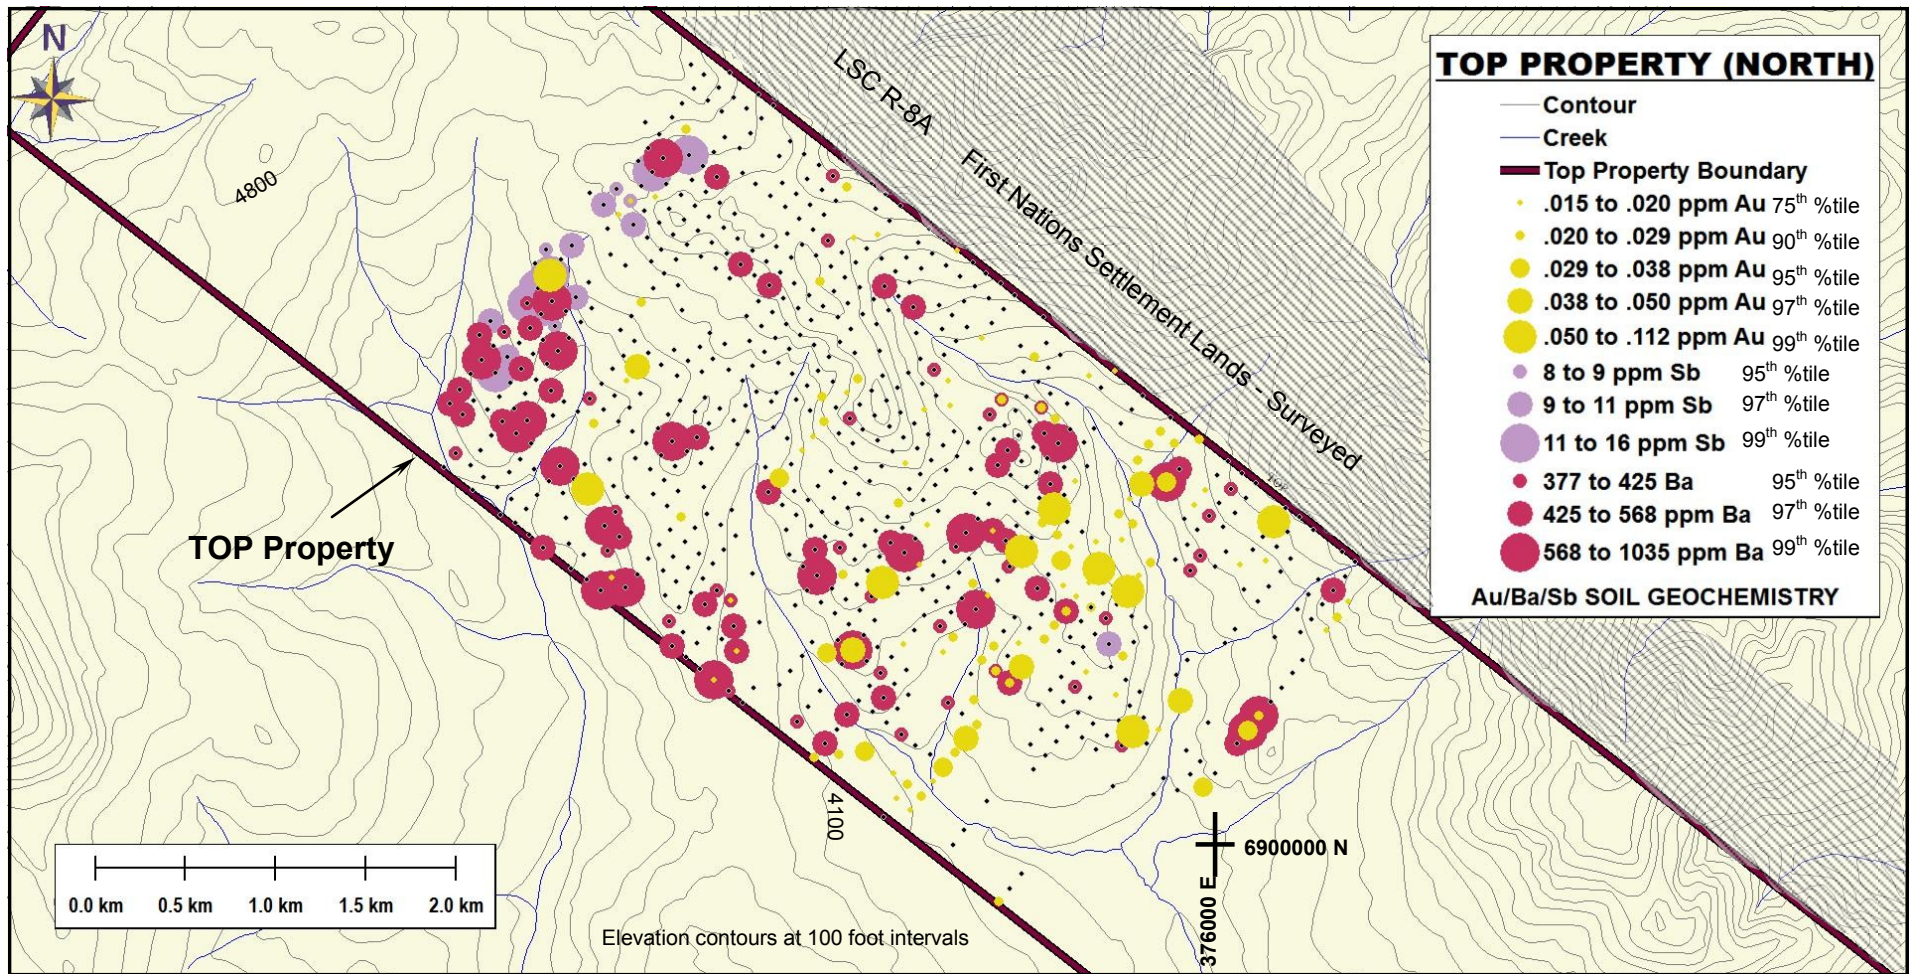 N
4800
LSC R-8A
First Nations Settlement Lands - Surveyed
TOP PROPERTY (NORTH)
Contour
Creek
Top Property Boundary
.015 to .020 ppm Au 75th %tile
.020 to .029 ppm Au 90th %tile
.029 to .038 ppm Au 95th %tile
.038 to .050 ppm Au 97th %tile
.050 to .112 ppm Au 99th %tile
8 to 9 ppm Sb 95th %tile
9 to 11 ppm Sb 97th %tile
11 to 16 ppm Sb 99th %tile
377 to 425 Ba 95th %tile
425 to 568 ppm Ba 97th %tile
568 to 1035 ppm Ba 99th %tile
Au/Ba/Sb SOIL GEOCHEMISTRY
TOP Property
4100
6900000 N
376000 E
0.0 km 0.5 km 1.0 km 1.5 km 2.0 km
Elevation contours at 100 foot intervals